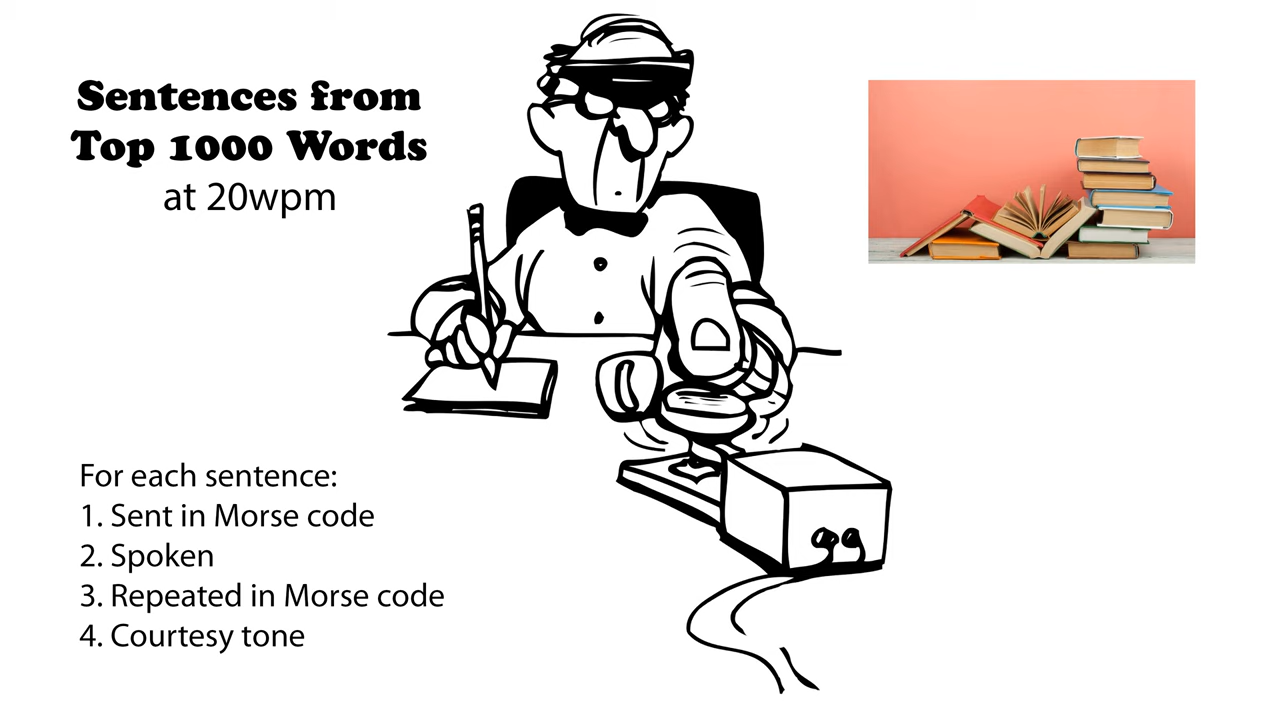 Sentences from
Top 1000 Words
at 20wpm
For each sentence:
1. Sent in Morse code
2. Spoken
3. Repeated in Morse code
4. Courtesy tone